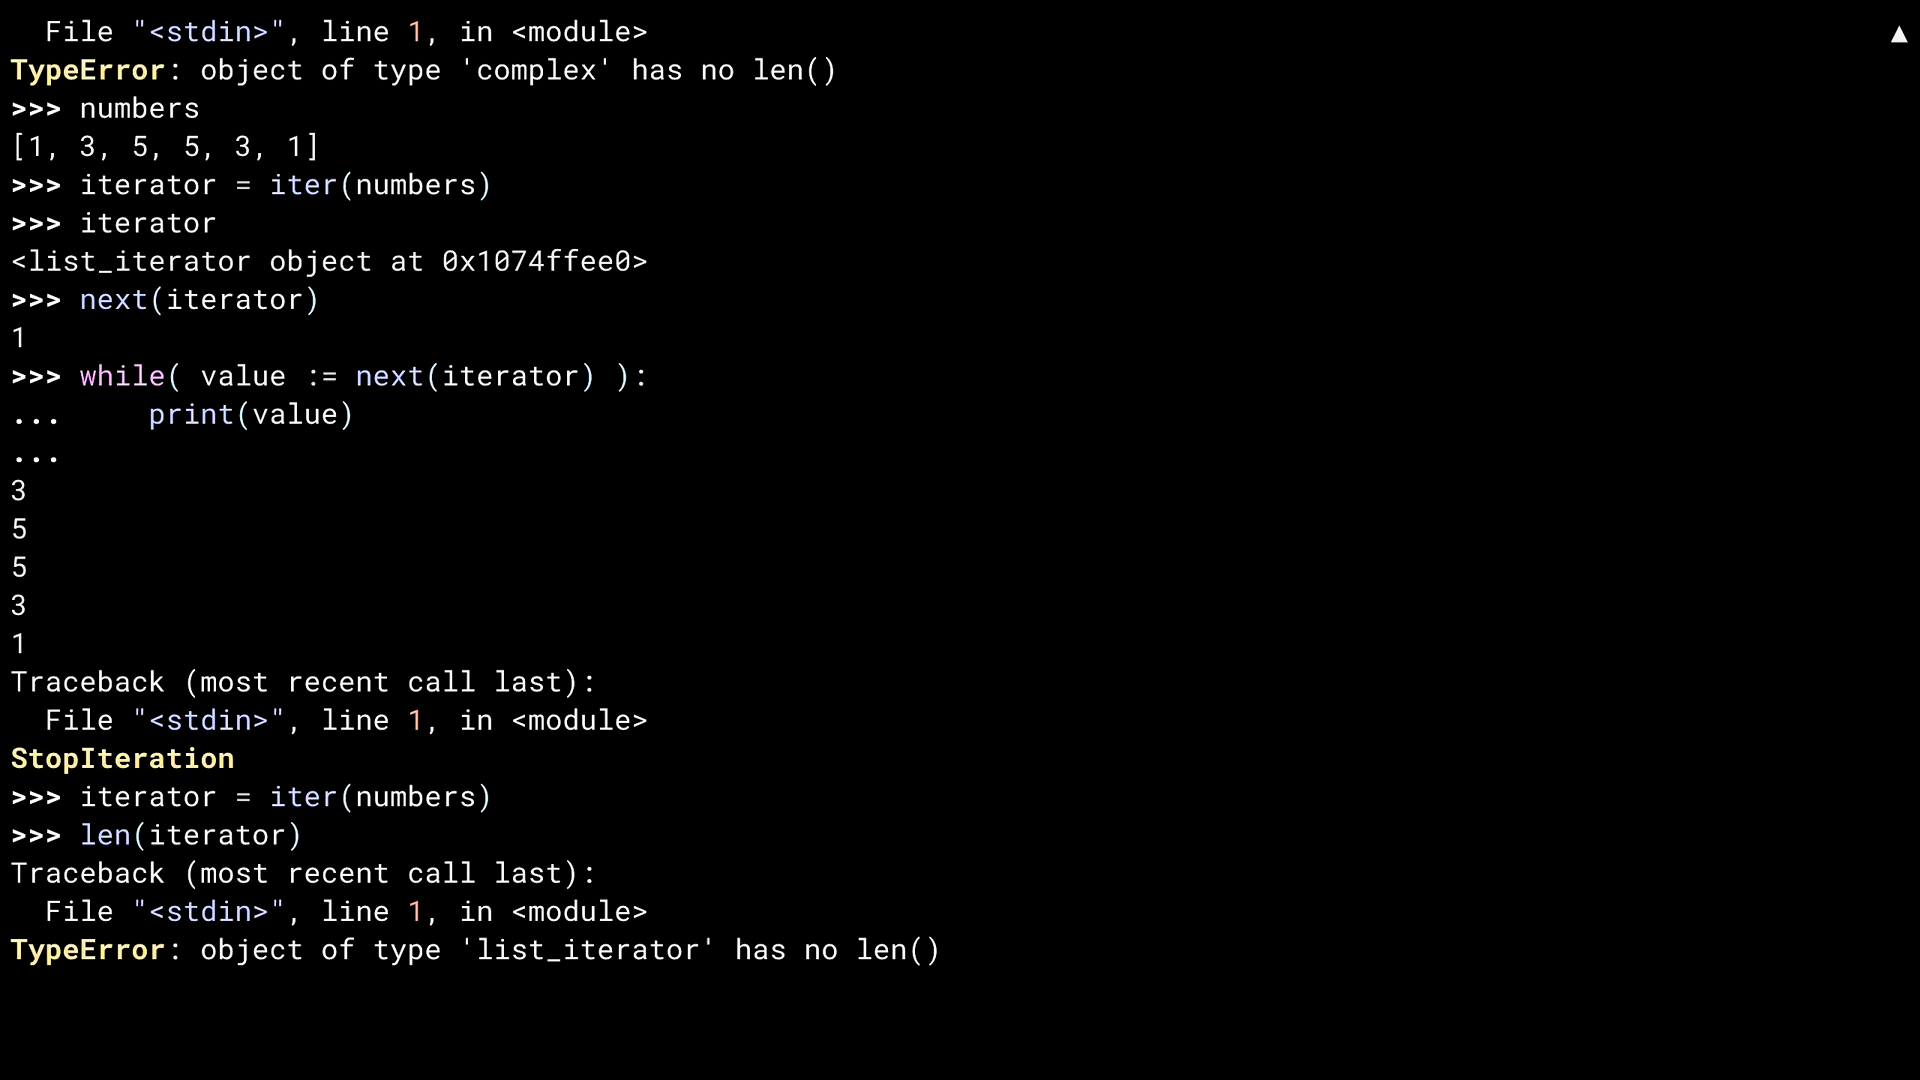 File "<stdin>", line 1, in <module>
TypeError: object of type 'complex' has no len()
>>> numbers
[1, 3, 5, 5, 3, 1]
>>> iterator = iter(numbers)
>>> iterator
<list_iterator object at 0x1074ffee0>
>>> next(iterator)
1
>>> while( value := next(iterator) ):
...     print(value)
...
3
5
5
3
1
Traceback (most recent call last):
  File "<stdin>", line 1, in <module>
StopIteration
>>> iterator = iter(numbers)
>>> len(iterator)
Traceback (most recent call last):
  File "<stdin>", line 1, in <module>
TypeError: object of type 'list_iterator' has no len()